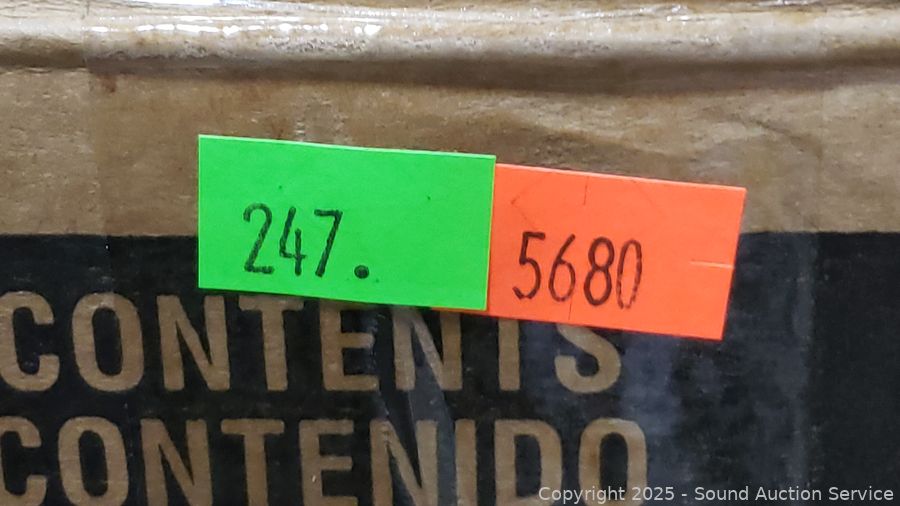 247.
5680
CONTENTS
CONTENIDO
Copyright © 2025 - Sound Auction Service